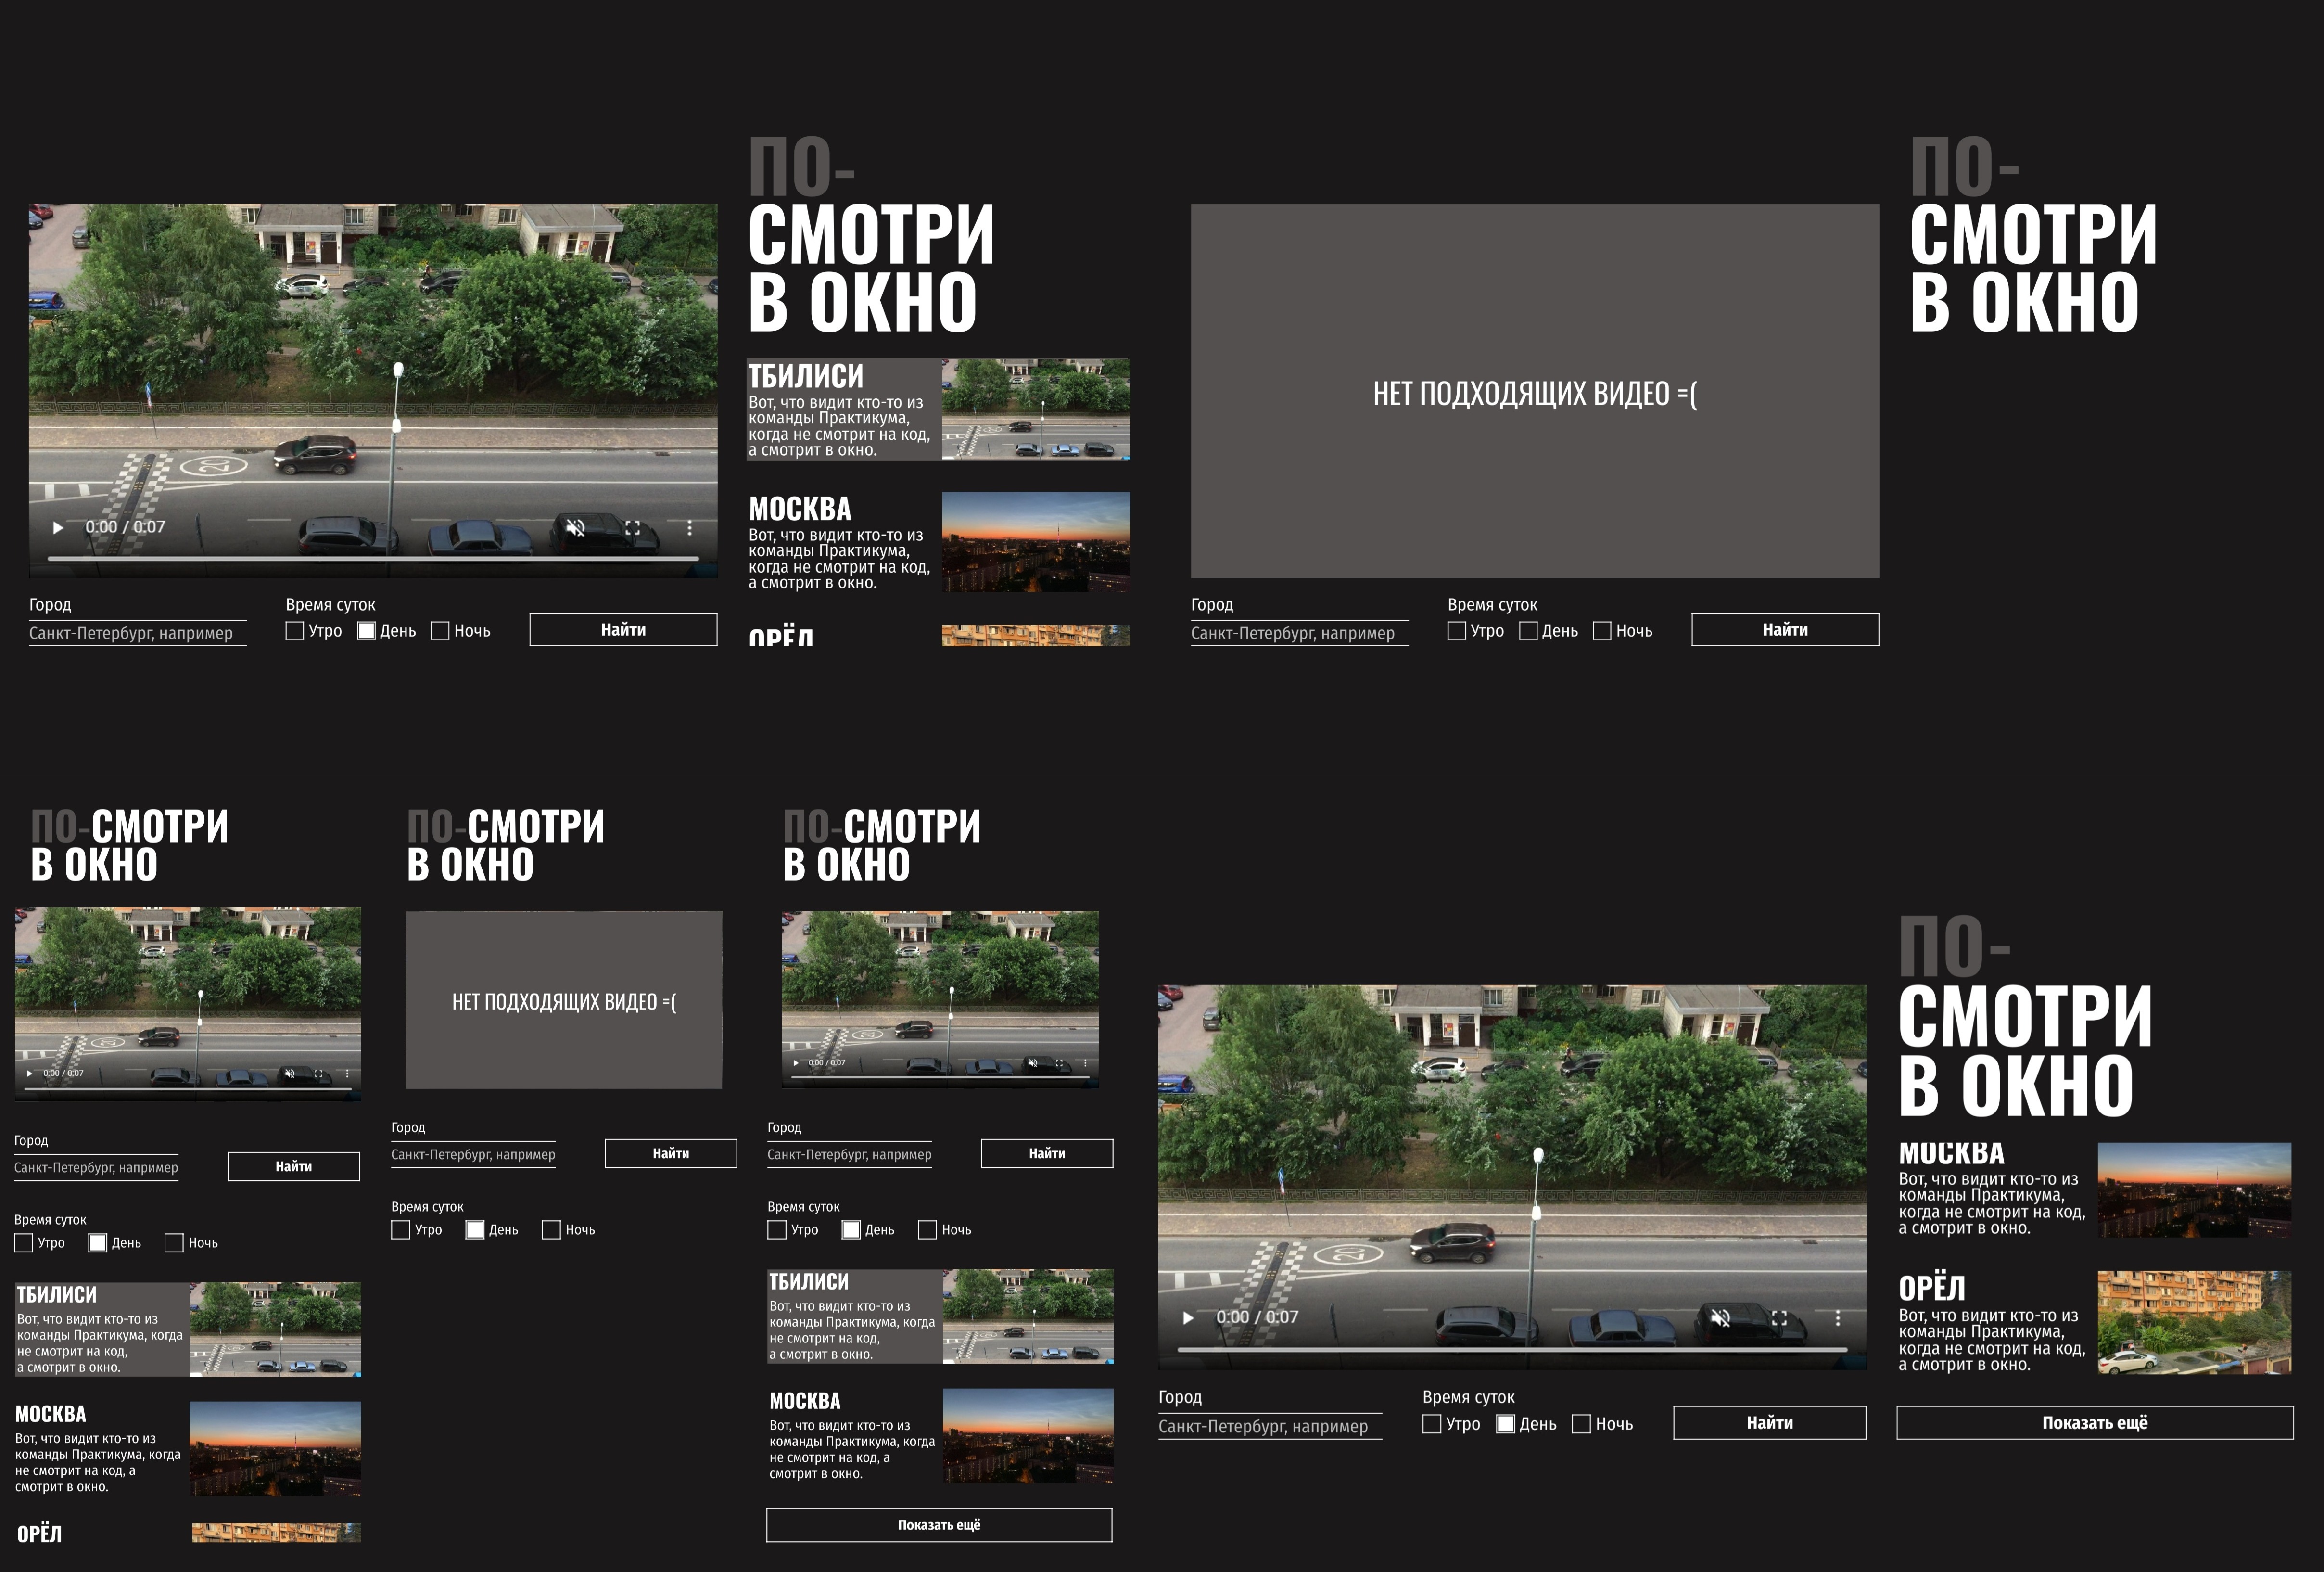 ПО-
СМОТРИ
В ОКНО
0:00 / 0:07
Город
Санкт-Петербург, например
Время суток
Утро
День
Ночь
Найти
ТБИЛИСИ
Вот, что видит кто-то из
команды Практикума,
когда не смотрит на код,
а смотрит в окно.
МОСКВА
Вот, что видит кто-то из
команды Практикума,
когда не смотрит на код,
а смотрит в окно.
ОРЁЛ
ПО-
СМОТРИ
В ОКНО
НЕТ ПОДХОДЯЩИХ ВИДЕО =(
Город
Санкт-Петербург, например
Время суток
Утро
День
Ночь
Найти
ПО-СМОТРИ
В ОКНО
0:00 / 0:07
Город
Санкт-Петербург, например
Найти
Время суток
Утро
День
Ночь
ТБИЛИСИ
Вот, что видит кто-то из
команды Практикума, когда
не смотрит на код,
а смотрит в окно.
МОСКВА
Вот, что видит кто-то из
команды Практикума, когда
не смотрит на код, а
смотрит в окно.
ОРЁЛ
ПО-СМОТРИ
В ОКНО
НЕТ ПОДХОДЯЩИХ ВИДЕО =(
Город
Санкт-Петербург, например
Найти
Время суток
Утро
День
Ночь
ПО-СМОТРИ
В ОКНО
0:00 / 0:07
Город
Санкт-Петербург, например
Найти
Время суток
Утро
День
Ночь
ТБИЛИСИ
Вот, что видит кто-то из
команды Практикума, когда
не смотрит на код,
а смотрит в окно.
МОСКВА
Вот, что видит кто-то из
команды Практикума, когда
не смотрит на код, а
смотрит в окно.
Показать ещё
ПО-
СМОТРИ
В ОКНО
20
0:00 / 0:07
Город
Санкт-Петербург, например
Время суток
Утро
День
Ночь
Найти
МОСКВА
Вот, что видит кто-то из
команды Практикума,
когда не смотрит на код,
а смотрит в окно.
ОРЁЛ
Вот, что видит кто-то из
команды Практикума,
когда не смотрит на код,
а смотрит в окно.
Показать ещё